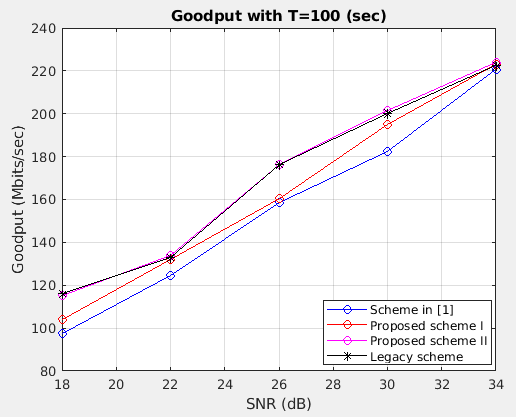 Goodput with T=100 (sec)
240
220
200
180
160
140
120
100
80
Goodput (Mbits/sec)
Scheme in [1]
Proposed scheme I
Proposed scheme II
Legacy scheme
18 20 22 24 26 28 30 32 34
SNR (dB)